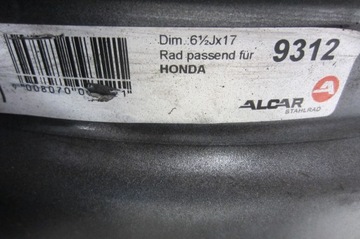 Dim.:6½Jx17
Rad passend für
HONDA
9312
ALCAR
STAHLRAD